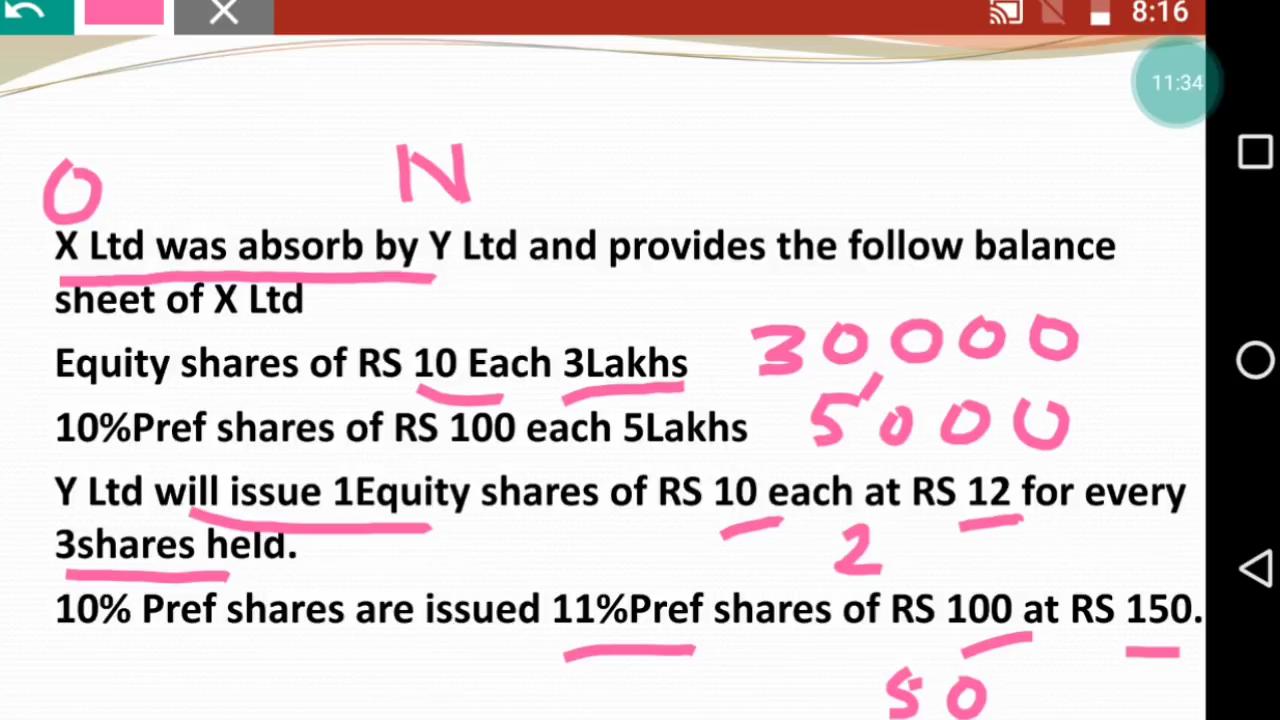 8:16
11:34
O N
X Ltd was absorb by Y Ltd and provides the follow balance
sheet of X Ltd
Equity shares of RS 10 Each 3Lakhs 30000
10%Pref shares of RS 100 each 5Lakhs 5000
Y Ltd will issue 1Equity shares of RS 10 each at RS 12 for every
3shares held. 2
10% Pref shares are issued 11%Pref shares of RS 100 at RS 150.
50